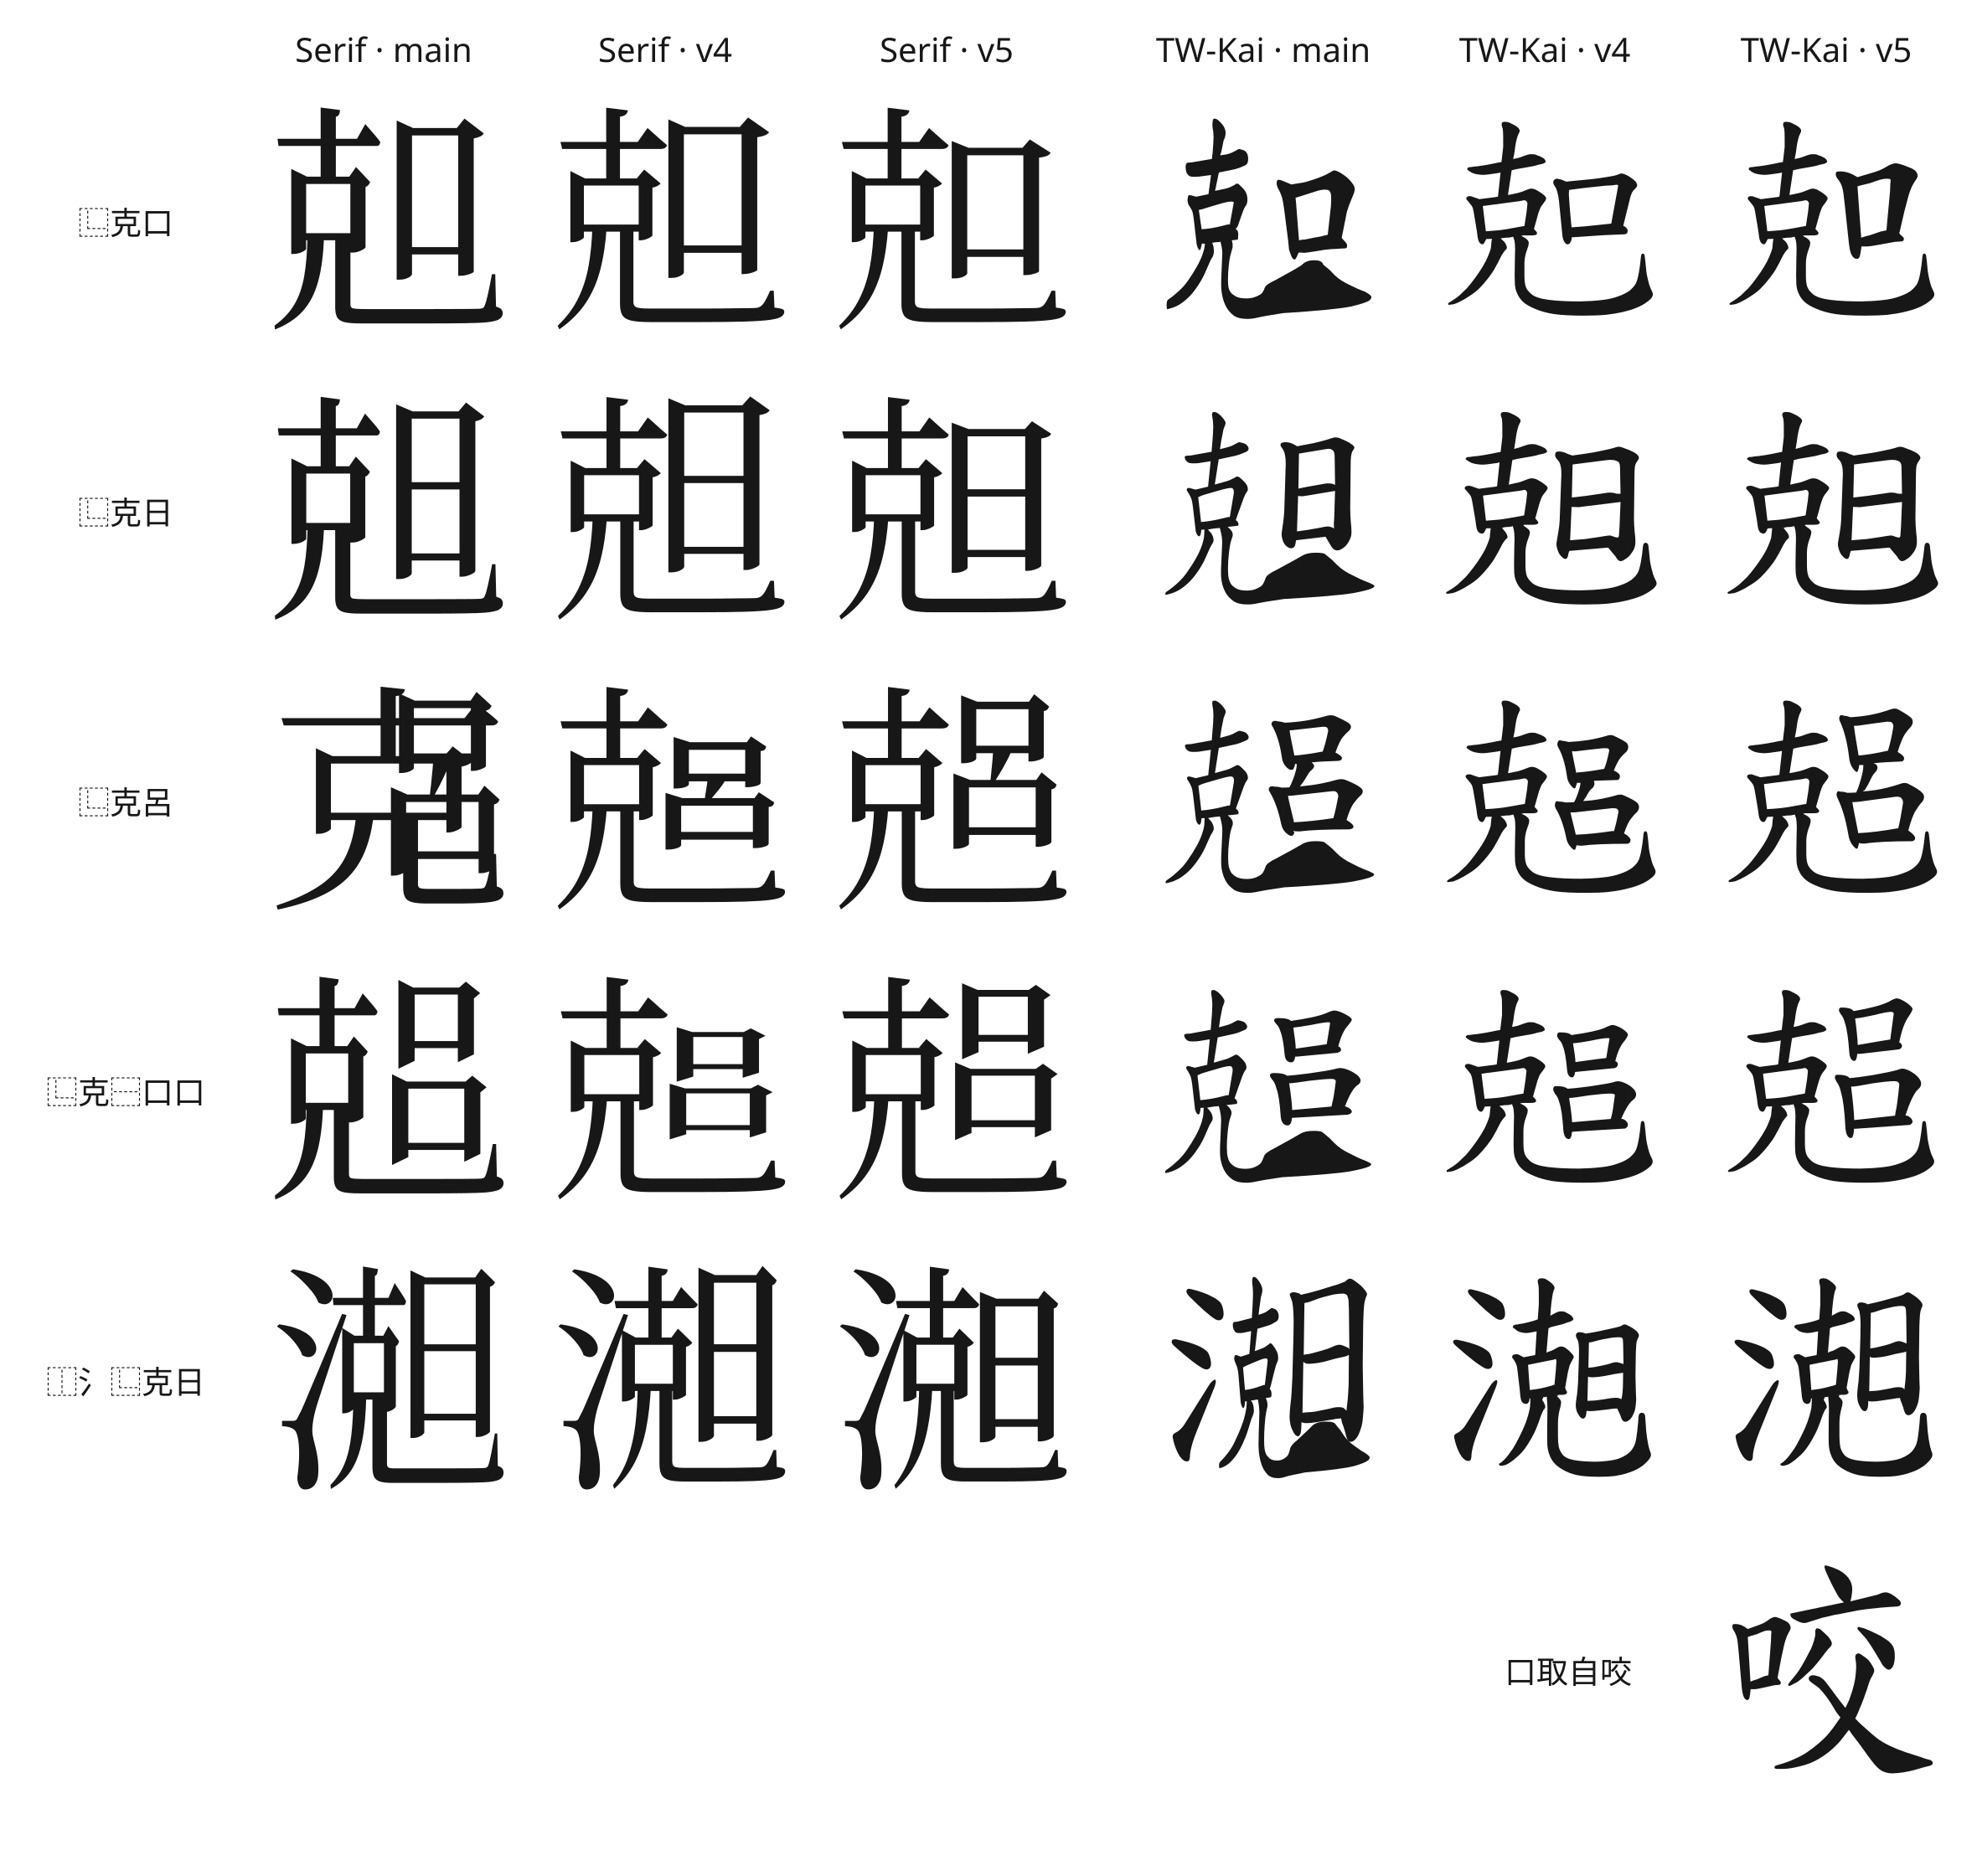 Serif · main Serif · v4 Serif · v5 TW-Kai · main TW-Kai · v4 TW-Kai · v5
⿺克口
⿺克日
⿺克呂
⿺克⿱口口
⿰氵⿺克日
口取自咬 咬